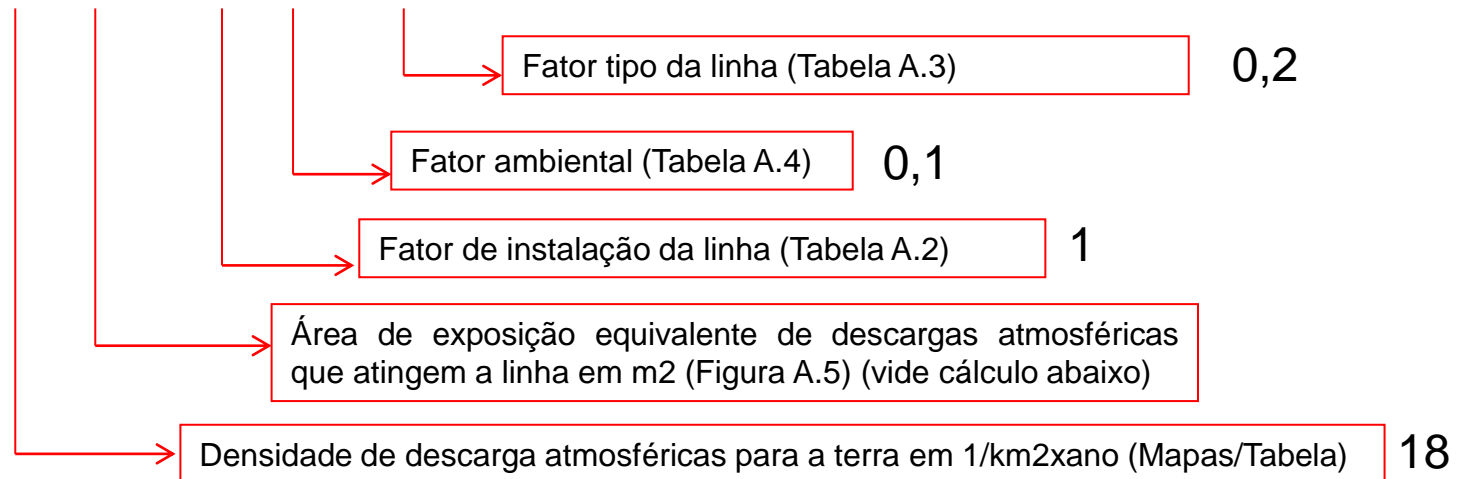 Fator tipo da linha (Tabela A.3) 0,2
Fator ambiental (Tabela A.4) 0,1
Fator de instalação da linha (Tabela A.2) 1
Área de exposição equivalente de descargas atmosféricas
que atingem a linha em m2 (Figura A.5) (vide cálculo abaixo)
Densidade de descarga atmosféricas para a terra em 1/km2xano (Mapas/Tabela) 18